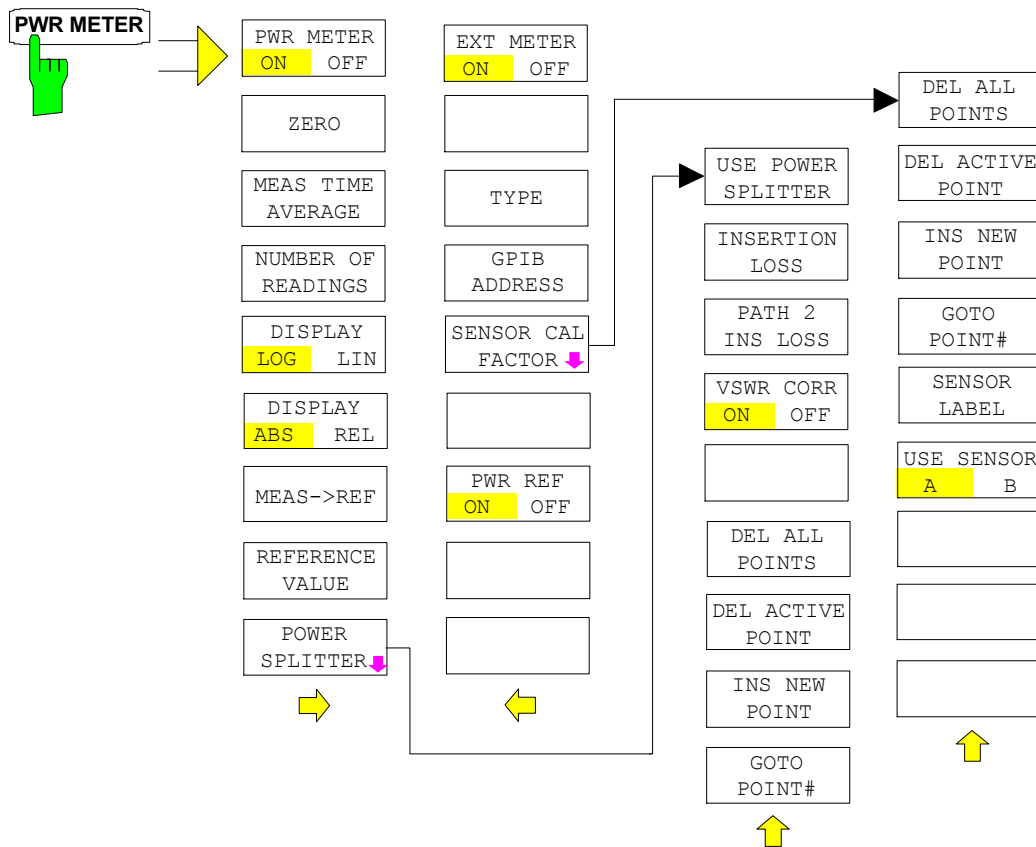 PWR METER
PWR METER
ON OFF
ZERO
MEAS TIME
AVERAGE
NUMBER OF
READINGS
DISPLAY
LOG LIN
DISPLAY
ABS REL
MEAS->REF
REFERENCE
VALUE
POWER
SPLITTER
EXT METER
ON OFF
TYPE
GPIB
ADDRESS
SENSOR CAL
FACTOR
PWR REF
ON OFF
USE POWER
SPLITTER
INSERTION
LOSS
PATH 2
INS LOSS
VSWR CORR
ON OFF
DEL ALL
POINTS
DEL ACTIVE
POINT
INS NEW
POINT
GOTO
POINT#
DEL ALL
POINTS
DEL ACTIVE
POINT
INS NEW
POINT
GOTO
POINT#
SENSOR
LABEL
USE SENSOR
A B